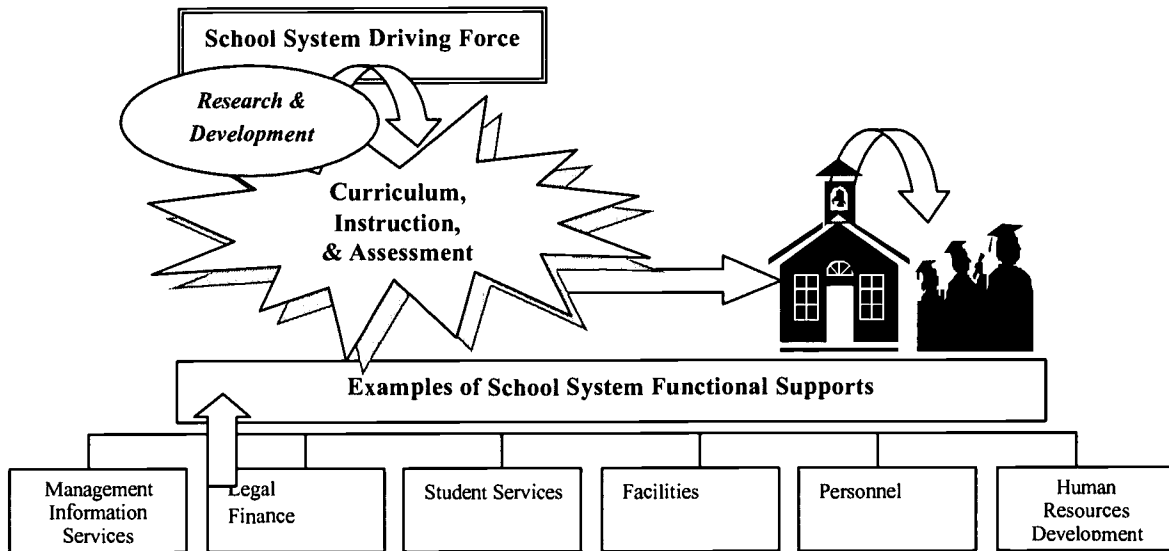 School System Driving Force
Research &
Development
Curriculum,
Instruction,
& Assessment
Examples of School System Functional Supports
Management
Information
Services
Legal
Finance
Student Services
Facilities
Personnel
Human
Resources
Development